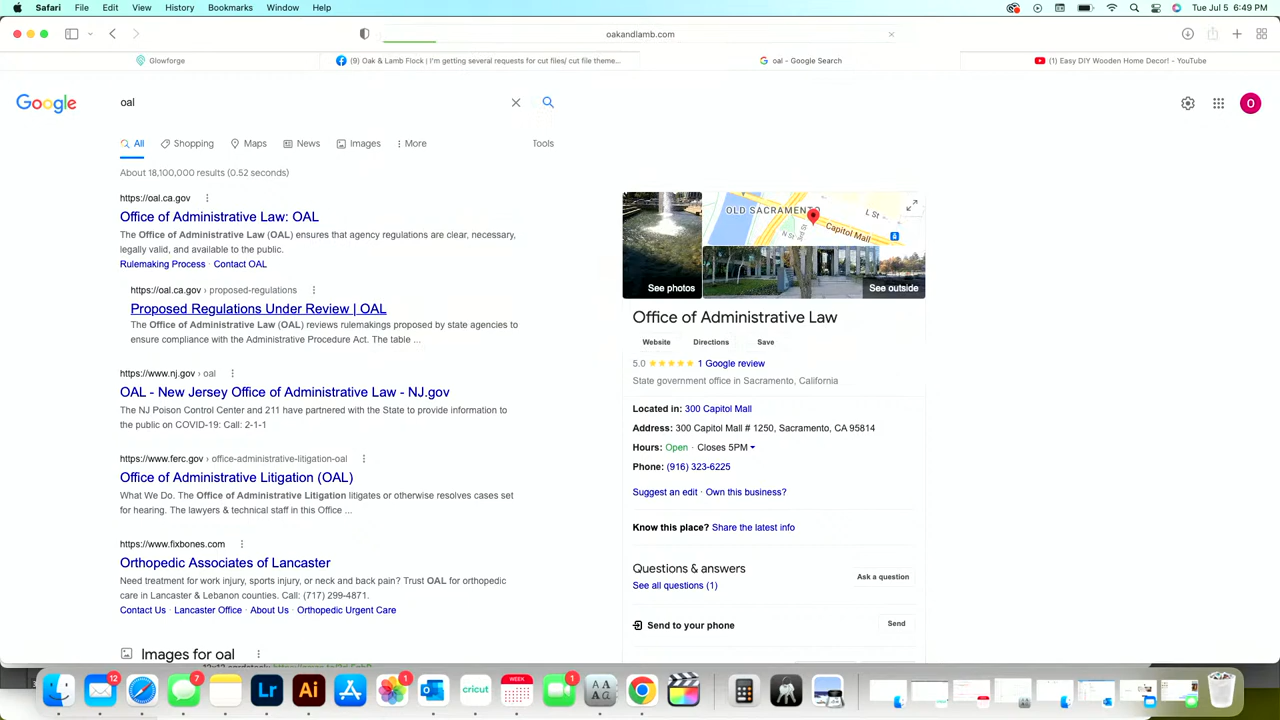 Safari File Edit View History Bookmarks Window Help
Tue Jul 5 6:49 PM
oakandlamb.com
Glowforge
(9) Oak & Lamb Flock | I'm getting several requests for cut files/ cut file theme...
oal - Google Search
(1) Easy DIY Wooden Home Decor! - YouTube
Google
oal
O
All Shopping Maps News Images More Tools
About 18,100,000 results (0.52 seconds)
https://oal.ca.gov
Office of Administrative Law: OAL
The Office of Administrative Law (OAL) ensures that agency regulations are clear, necessary,
legally valid, and available to the public.
Rulemaking Process · Contact OAL
https://oal.ca.gov › proposed-regulations
Proposed Regulations Under Review | OAL
The Office of Administrative Law (OAL) reviews rulemakings proposed by state agencies to
ensure compliance with the Administrative Procedure Act. The table ...
https://www.nj.gov › oal
OAL - New Jersey Office of Administrative Law - NJ.gov
The NJ Poison Control Center and 211 have partnered with the State to provide information to
the public on COVID-19: Call: 2-1-1
https://www.ferc.gov › office-administrative-litigation-oal
Office of Administrative Litigation (OAL)
What We Do. The Office of Administrative Litigation litigates or otherwise resolves cases set
for hearing. The lawyers & technical staff in this Office ...
https://www.fixbones.com
Orthopedic Associates of Lancaster
Need treatment for work injury, sports injury, or neck and back pain? Trust OAL for orthopedic
care in Lancaster & Lebanon counties. Call: (717) 299-4871.
Contact Us · Lancaster Office · About Us · Orthopedic Urgent Care
Images for oal
OLD SACRAMENTO
L St
N St
3rd St
Capitol Mall
See photos
See outside
Office of Administrative Law
Website Directions Save
5.0 1 Google review
State government office in Sacramento, California
Located in: 300 Capitol Mall
Address: 300 Capitol Mall # 1250, Sacramento, CA 95814
Hours: Open · Closes 5PM
Phone: (916) 323-6225
Suggest an edit · Own this business?
Know this place? Share the latest info
Questions & answers
See all questions (1)
Ask a question
Send to your phone
Send
12 7 Lr Ai 1 cricut WEEK 1